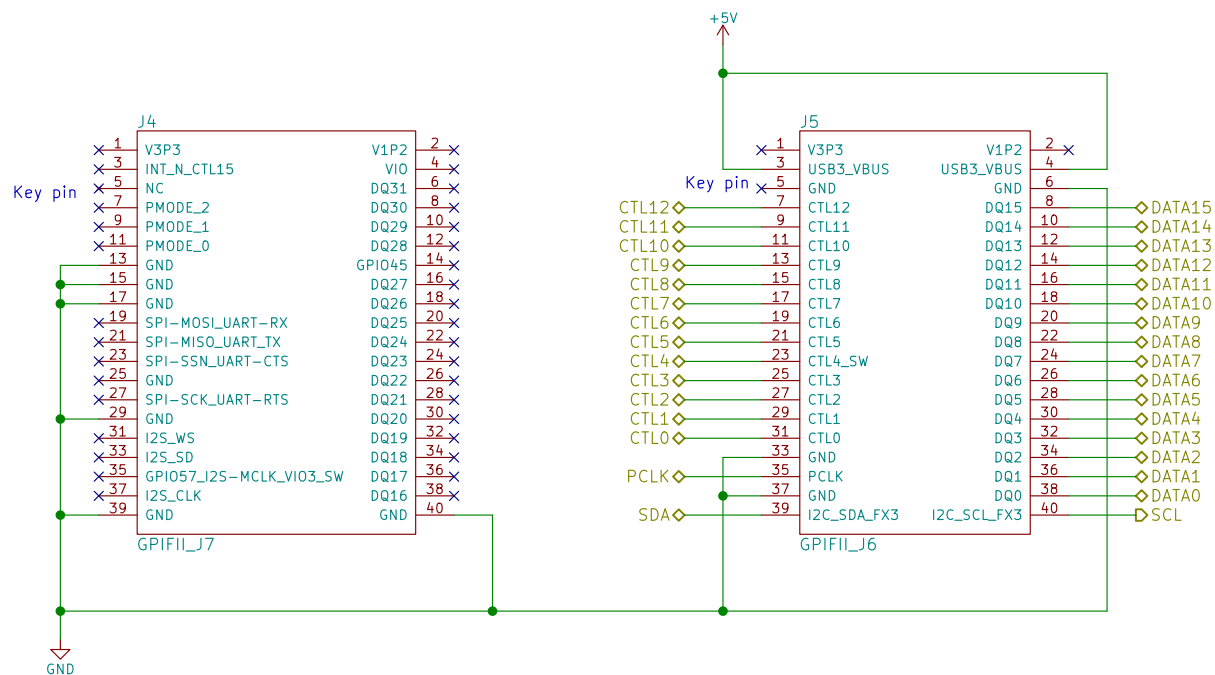 +5V
J4
1 V3P3 V1P2 2
3 INT_N_CTL15 VIO 4
5 NC DQ31 6
Key pin
7 PMODE_2 DQ30 8
9 PMODE_1 DQ29 10
11 PMODE_0 DQ28 12
13 GND GPIO45 14
15 GND DQ27 16
17 GND DQ26 18
19 SPI-MOSI_UART-RX DQ25 20
21 SPI-MISO_UART_TX DQ24 22
23 SPI-SSN_UART-CTS DQ23 24
25 GND DQ22 26
27 SPI-SCK_UART-RTS DQ21 28
29 GND DQ20 30
31 I2S_WS DQ19 32
33 I2S_SD DQ18 34
35 GPIO57_I2S-MCLK_VIO3_SW DQ17 36
37 I2S_CLK DQ16 38
39 GND GND 40
GPIFII_J7
GND
J5
1 V3P3 V1P2 2
3 USB3_VBUS USB3_VBUS 4
Key pin
5 GND GND 6
CTL12 7 CTL12 DQ15 8 DATA15
CTL11 9 CTL11 DQ14 10 DATA14
CTL10 11 CTL10 DQ13 12 DATA13
CTL9 13 CTL9 DQ12 14 DATA12
CTL8 15 CTL8 DQ11 16 DATA11
CTL7 17 CTL7 DQ10 18 DATA10
CTL6 19 CTL6 DQ9 20 DATA9
CTL5 21 CTL5 DQ8 22 DATA8
CTL4 23 CTL4_SW DQ7 24 DATA7
CTL3 25 CTL3 DQ6 26 DATA6
CTL2 27 CTL2 DQ5 28 DATA5
CTL1 29 CTL1 DQ4 30 DATA4
CTL0 31 CTL0 DQ3 32 DATA3
33 GND DQ2 34 DATA2
PCLK 35 PCLK DQ1 36 DATA1
37 GND DQ0 38 DATA0
SDA 39 I2C_SDA_FX3 I2C_SCL_FX3 40 SCL
GPIFII_J6